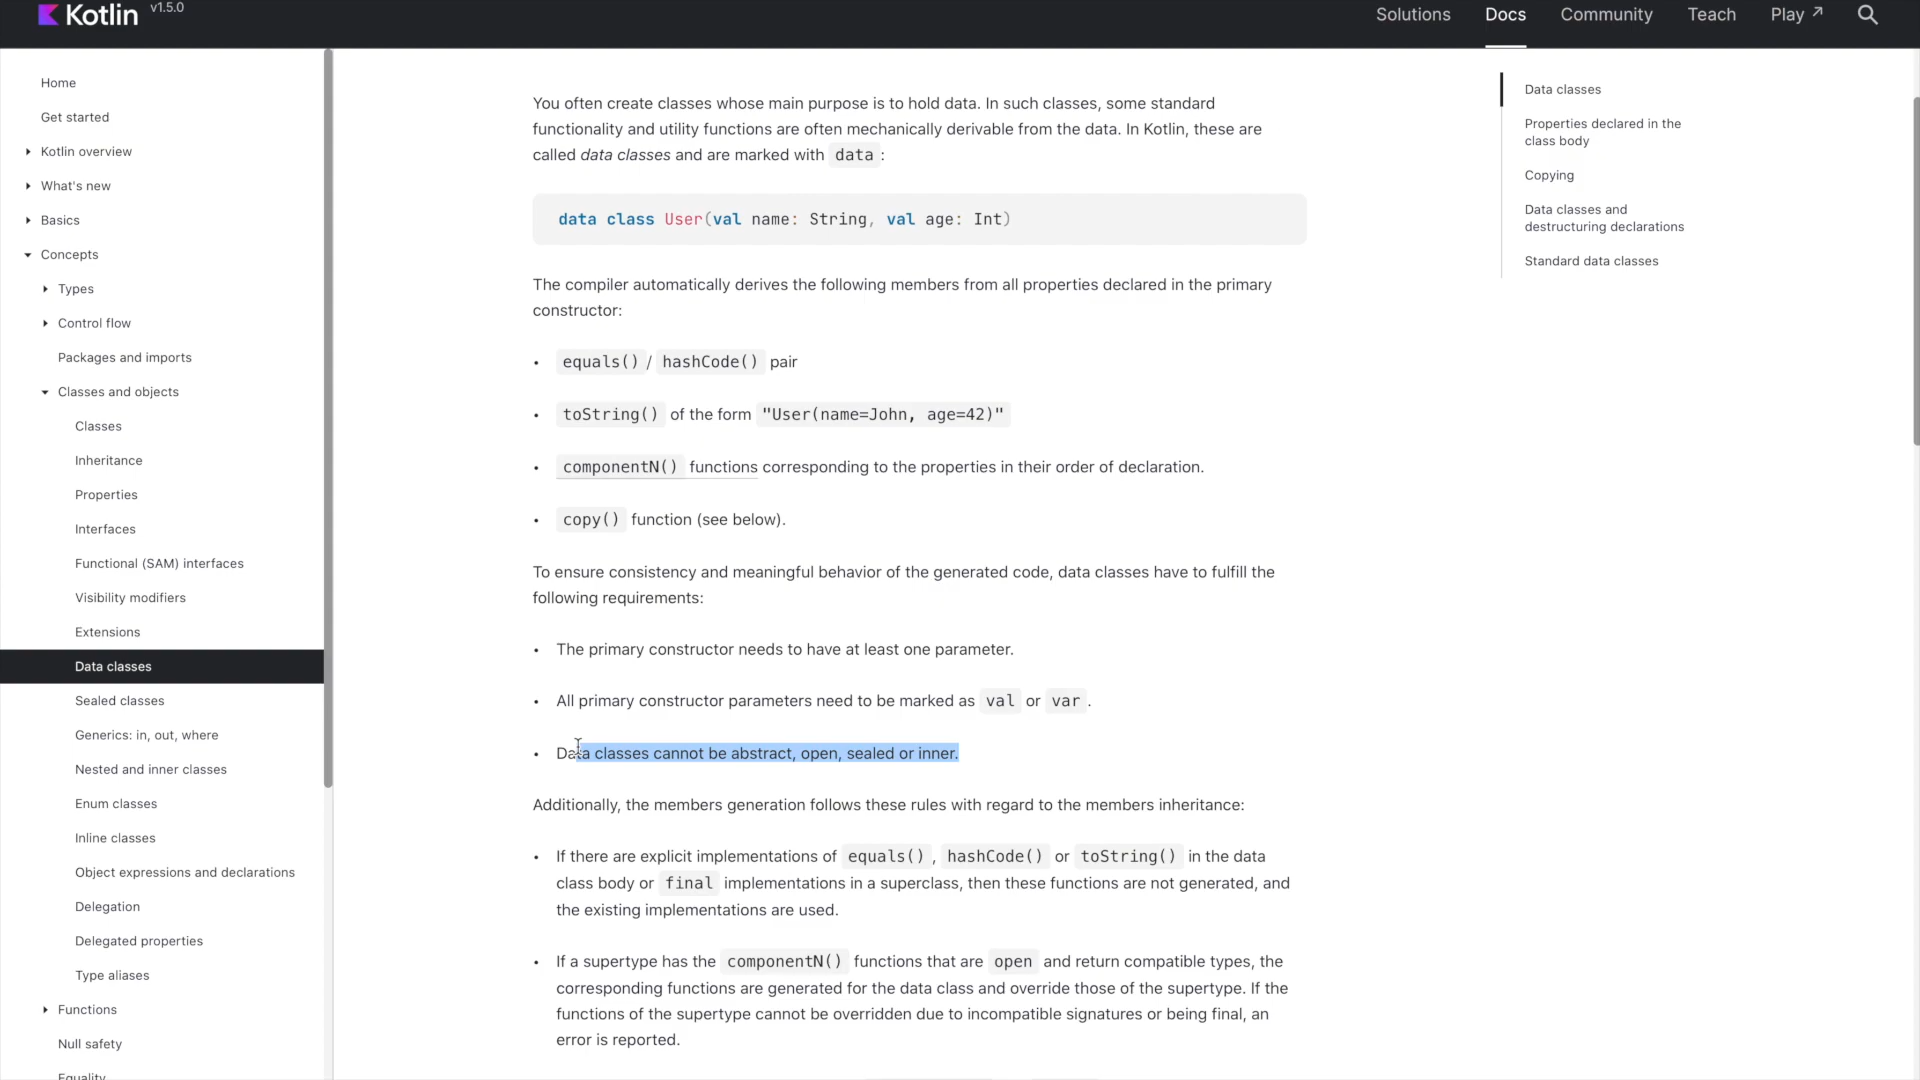 Kotlin v1.5.0
Solutions Docs Community Teach Play ↗
Home
Get started
Kotlin overview
What's new
Basics
Concepts
Types
Control flow
Packages and imports
Classes and objects
Classes
Inheritance
Properties
Interfaces
Functional (SAM) interfaces
Visibility modifiers
Extensions
Data classes
Sealed classes
Generics: in, out, where
Nested and inner classes
Enum classes
Inline classes
Object expressions and declarations
Delegation
Delegated properties
Type aliases
Functions
Null safety
Equality
You often create classes whose main purpose is to hold data. In such classes, some standard
functionality and utility functions are often mechanically derivable from the data. In Kotlin, these are
called data classes and are marked with data :
data class User(val name: String, val age: Int)
The compiler automatically derives the following members from all properties declared in the primary
constructor:
• equals() / hashCode() pair
• toString() of the form "User(name=John, age=42)"
• componentN() functions corresponding to the properties in their order of declaration.
• copy() function (see below).
To ensure consistency and meaningful behavior of the generated code, data classes have to fulfill the
following requirements:
• The primary constructor needs to have at least one parameter.
• All primary constructor parameters need to be marked as val or var .
• Data classes cannot be abstract, open, sealed or inner.
Additionally, the members generation follows these rules with regard to the members inheritance:
• If there are explicit implementations of equals() , hashCode() or toString() in the data
class body or final implementations in a superclass, then these functions are not generated, and
the existing implementations are used.
• If a supertype has the componentN() functions that are open and return compatible types, the
corresponding functions are generated for the data class and override those of the supertype. If the
functions of the supertype cannot be overridden due to incompatible signatures or being final, an
error is reported.
Data classes
Properties declared in the
class body
Copying
Data classes and
destructuring declarations
Standard data classes